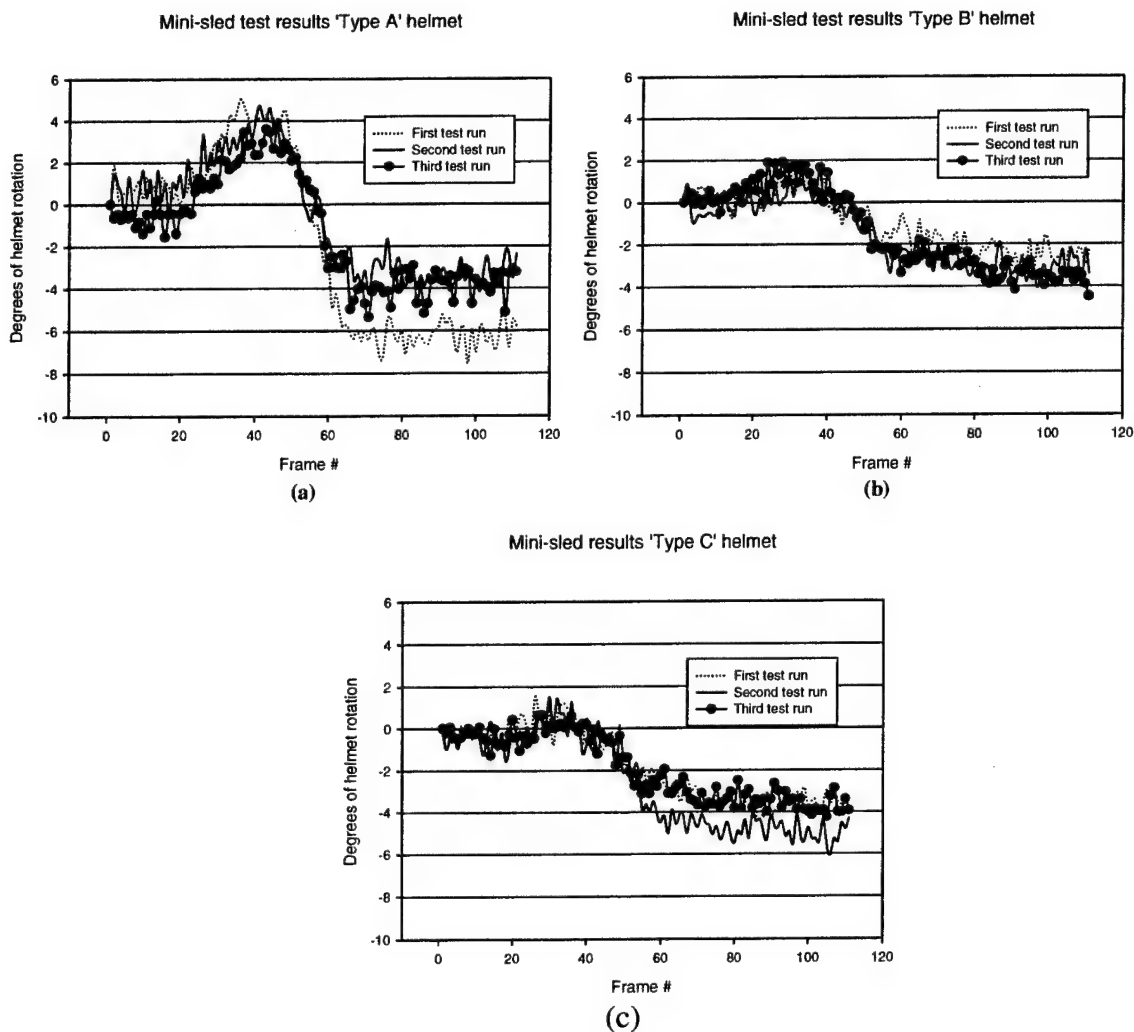 Mini-sled test results 'Type A' helmet
6
4
2
0
-2
-4
-6
-8
-10
Degrees of helmet rotation
First test run
Second test run
Third test run
0
20
40
60
80
100
120
Frame #
(a)
Mini-sled test results 'Type B' helmet
6
4
2
0
-2
-4
-6
-8
-10
Degrees of helmet rotation
First test run
Second test run
Third test run
0
20
40
60
80
100
120
Frame #
(b)
Mini-sled results 'Type C' helmet
6
4
2
0
-2
-4
-6
-8
-10
Degrees of helmet rotation
First test run
Second test run
Third test run
0
20
40
60
80
100
120
Frame #
(c)